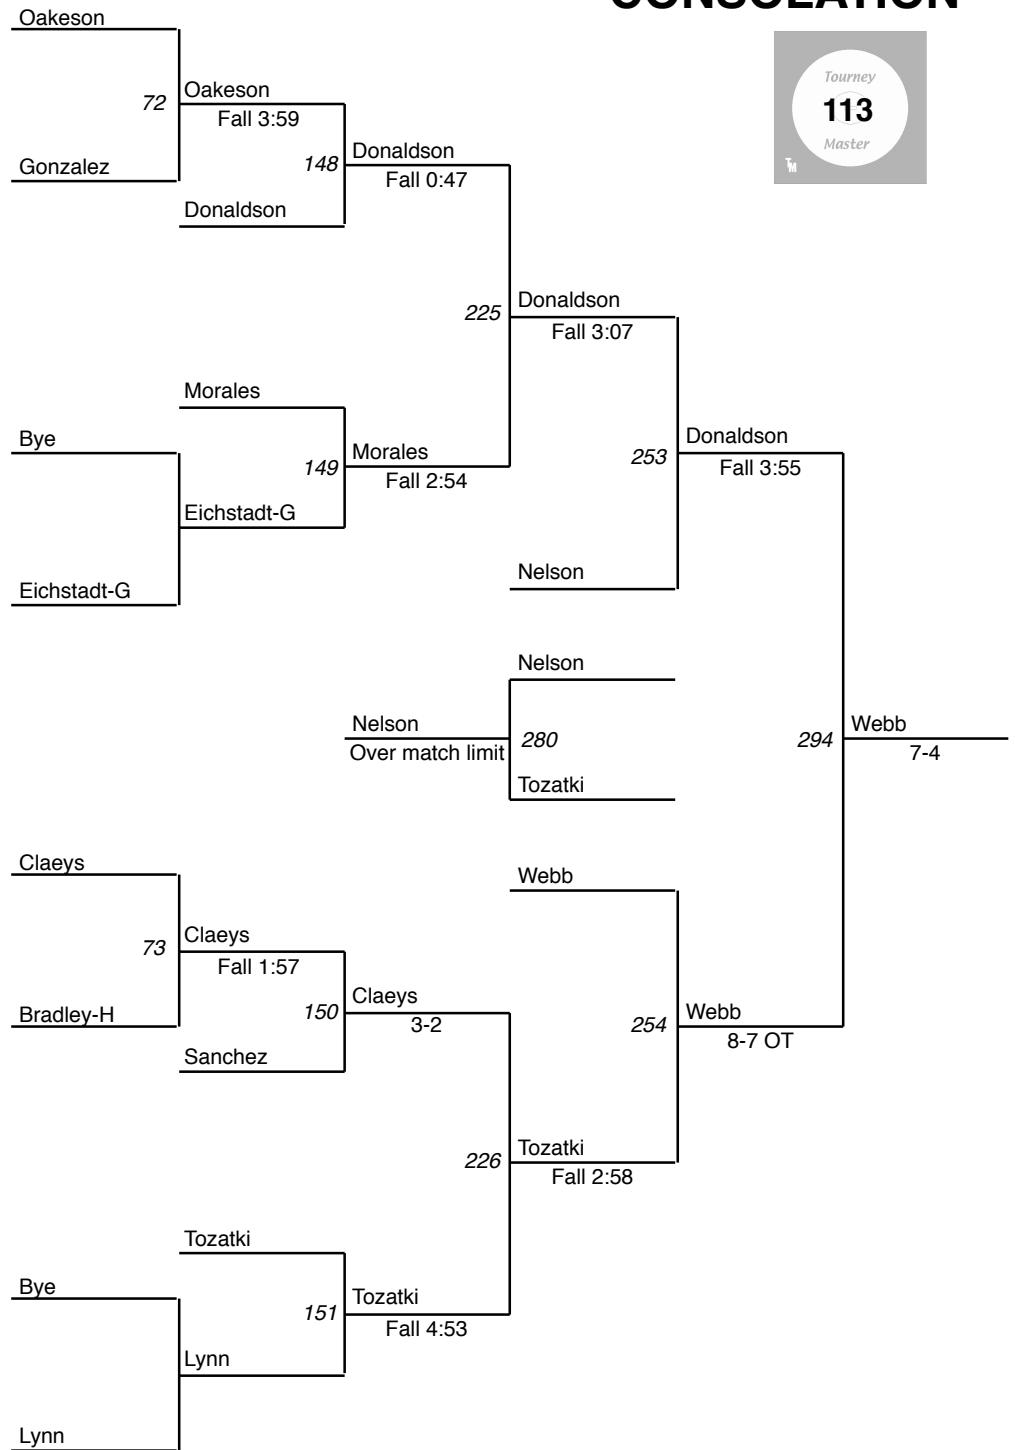 CONSOLATION
Oakeson
Tourney
72
Oakeson
113
Fall 3:59
Master
148
Donaldson
TM
Gonzalez
Fall 0:47
Donaldson
Donaldson
225
Fall 3:07
Morales
Bye
Donaldson
149
Morales
253
Fall 3:55
Fall 2:54
Eichstadt-G
Nelson
Eichstadt-G
Nelson
Nelson
Webb
280
294
Over match limit
7-4
Tozatki
Claeys
Webb
73
Claeys
Fall 1:57
Claeys
Bradley-H
150
254
Webb
3-2
8-7 OT
Sanchez
Tozatki
226
Fall 2:58
Tozatki
Bye
Tozatki
151
Fall 4:53
Lynn
Lynn